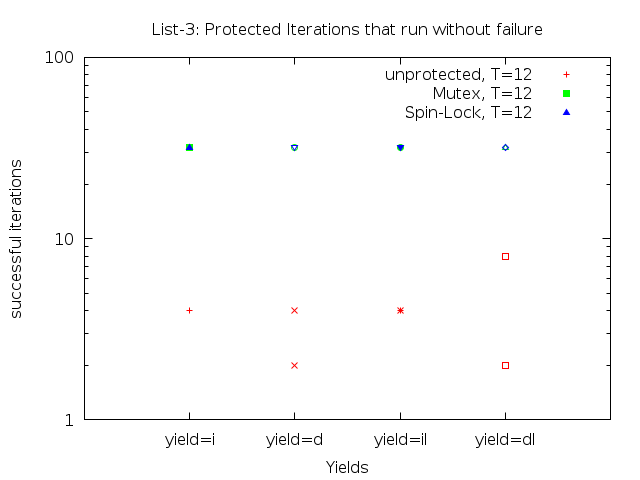 List-3: Protected Iterations that run without failure
100
unprotected, T=12
Mutex, T=12
Spin-Lock, T=12
successful iterations
10
1
yield=i yield=d yield=il yield=dl
Yields